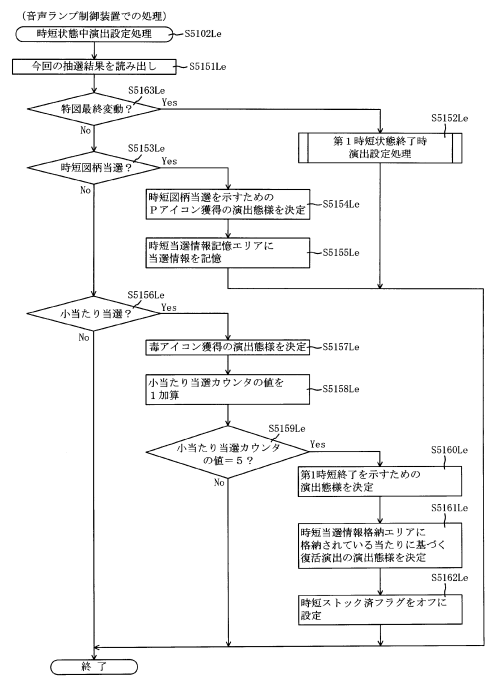 (音声ランプ制御装置での処理)
時短状態中演出設定処理
S5102Le
今回の抽選結果を読み出し
S5151Le
特図最終変動?
S5163Le
Yes
No
第1時短状態終了時
演出設定処理
S5152Le
時短図柄当選?
S5153Le
Yes
No
時短図柄当選を示すための
Pアイコン獲得の演出態様を決定
S5154Le
時短当選情報記憶エリアに
当選情報を記憶
S5155Le
小当たり当選?
S5156Le
Yes
No
毒アイコン獲得の演出態様を決定
S5157Le
小当たり当選カウンタの値を
1加算
S5158Le
小当たり当選カウンタ
の値=5?
S5159Le
Yes
No
第1時短終了を示すための
演出態様を決定
S5160Le
時短当選情報格納エリアに
格納されている当たりに基づく
復活演出の演出態様を決定
S5161Le
時短ストック済フラグをオフに
設定
S5162Le
終了